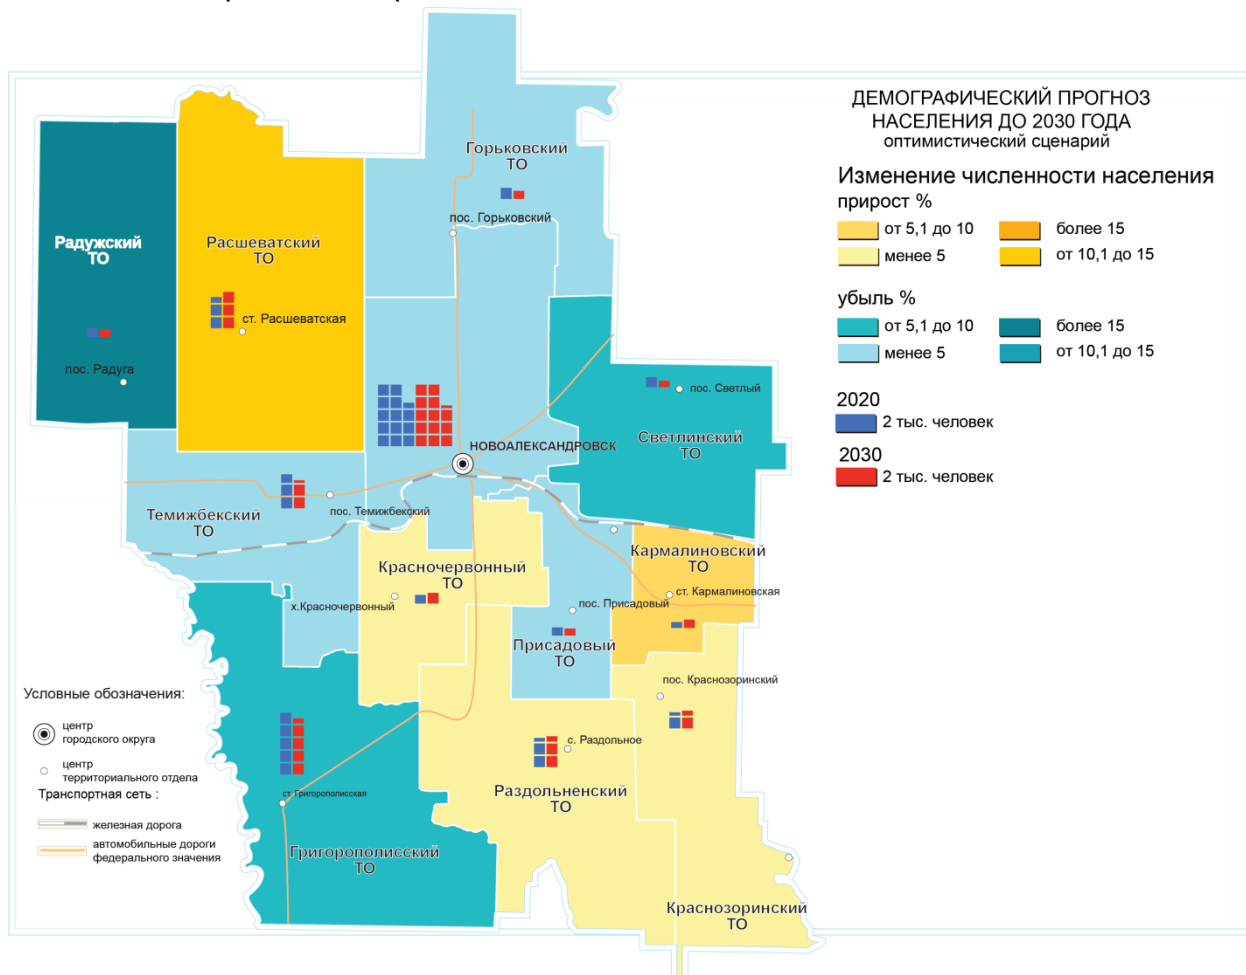 ДЕМОГРАФИЧЕСКИЙ ПРОГНОЗ
НАСЕЛЕНИЯ ДО 2030 ГОДА
оптимистический сценарий
Изменение численности населения
прирост %
от 5,1 до 10
более 15
менее 5
от 10,1 до 15
убыль %
от 5,1 до 10
более 15
менее 5
от 10,1 до 15
2020
2 тыс. человек
2030
2 тыс. человек
Горьковский
ТО
пос. Горьковский
Радужский
ТО
пос. Радуга
Расшеватский
ТО
ст. Расшеватская
пос. Светлый
Светлинский
ТО
НОВОАЛЕКСАНДРОВСК
пос. Темижбекский
Темижбекский
ТО
Красночервонный
ТО
х.Красночервонный
Кармалиновский
ТО
ст. Кармалиновская
пос. Присадовый
Присадовый
ТО
пос. Краснозоринский
с. Раздольное
Раздольненский
ТО
ст. Григорополисская
Григорополисский
ТО
Краснозоринский
ТО
Условные обозначения:
центр
городского округа
центр
территориального отдела
Транспортная сеть :
железная дорога
автомобильные дороги
федерального значения